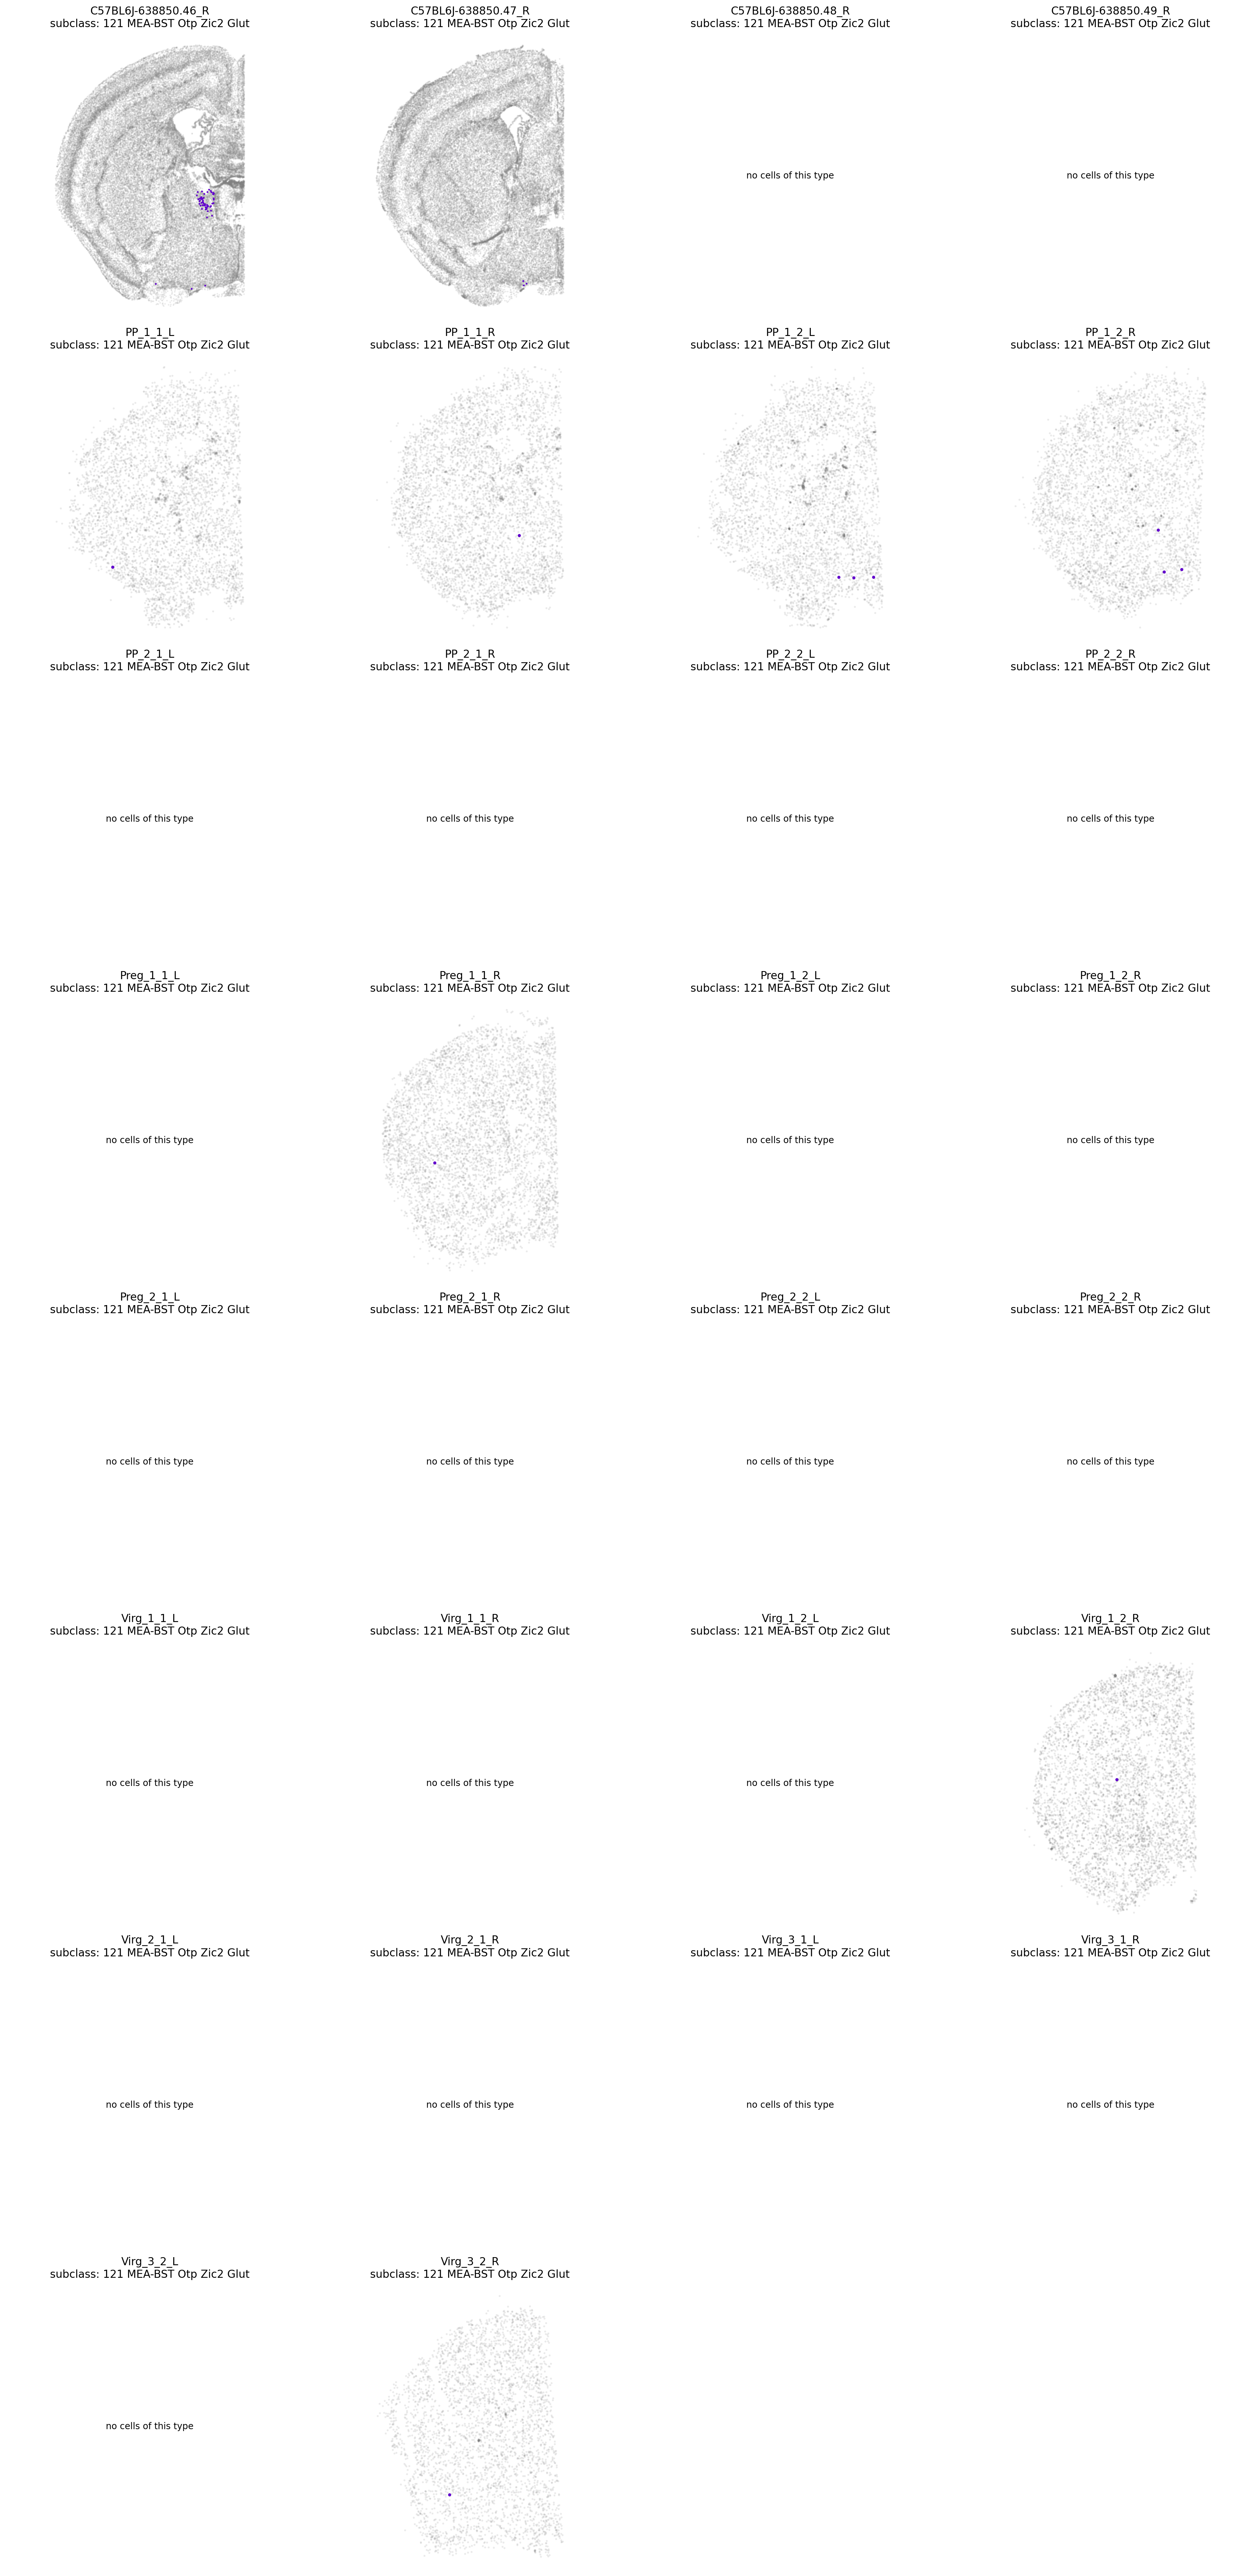 C57BL6J-638850.46_R
subclass: 121 MEA-BST Otp Zic2 Glut
C57BL6J-638850.47_R
subclass: 121 MEA-BST Otp Zic2 Glut
C57BL6J-638850.48_R
subclass: 121 MEA-BST Otp Zic2 Glut
no cells of this type
C57BL6J-638850.49_R
subclass: 121 MEA-BST Otp Zic2 Glut
no cells of this type
PP_1_1_L
subclass: 121 MEA-BST Otp Zic2 Glut
PP_1_1_R
subclass: 121 MEA-BST Otp Zic2 Glut
PP_1_2_L
subclass: 121 MEA-BST Otp Zic2 Glut
PP_1_2_R
subclass: 121 MEA-BST Otp Zic2 Glut
PP_2_1_L
subclass: 121 MEA-BST Otp Zic2 Glut
no cells of this type
PP_2_1_R
subclass: 121 MEA-BST Otp Zic2 Glut
no cells of this type
PP_2_2_L
subclass: 121 MEA-BST Otp Zic2 Glut
no cells of this type
PP_2_2_R
subclass: 121 MEA-BST Otp Zic2 Glut
no cells of this type
Preg_1_1_L
subclass: 121 MEA-BST Otp Zic2 Glut
no cells of this type
Preg_1_1_R
subclass: 121 MEA-BST Otp Zic2 Glut
Preg_1_2_L
subclass: 121 MEA-BST Otp Zic2 Glut
no cells of this type
Preg_1_2_R
subclass: 121 MEA-BST Otp Zic2 Glut
no cells of this type
Preg_2_1_L
subclass: 121 MEA-BST Otp Zic2 Glut
no cells of this type
Preg_2_1_R
subclass: 121 MEA-BST Otp Zic2 Glut
no cells of this type
Preg_2_2_L
subclass: 121 MEA-BST Otp Zic2 Glut
no cells of this type
Preg_2_2_R
subclass: 121 MEA-BST Otp Zic2 Glut
no cells of this type
Virg_1_1_L
subclass: 121 MEA-BST Otp Zic2 Glut
no cells of this type
Virg_1_1_R
subclass: 121 MEA-BST Otp Zic2 Glut
no cells of this type
Virg_1_2_L
subclass: 121 MEA-BST Otp Zic2 Glut
no cells of this type
Virg_1_2_R
subclass: 121 MEA-BST Otp Zic2 Glut
Virg_2_1_L
subclass: 121 MEA-BST Otp Zic2 Glut
no cells of this type
Virg_2_1_R
subclass: 121 MEA-BST Otp Zic2 Glut
no cells of this type
Virg_3_1_L
subclass: 121 MEA-BST Otp Zic2 Glut
no cells of this type
Virg_3_1_R
subclass: 121 MEA-BST Otp Zic2 Glut
no cells of this type
Virg_3_2_L
subclass: 121 MEA-BST Otp Zic2 Glut
no cells of this type
Virg_3_2_R
subclass: 121 MEA-BST Otp Zic2 Glut